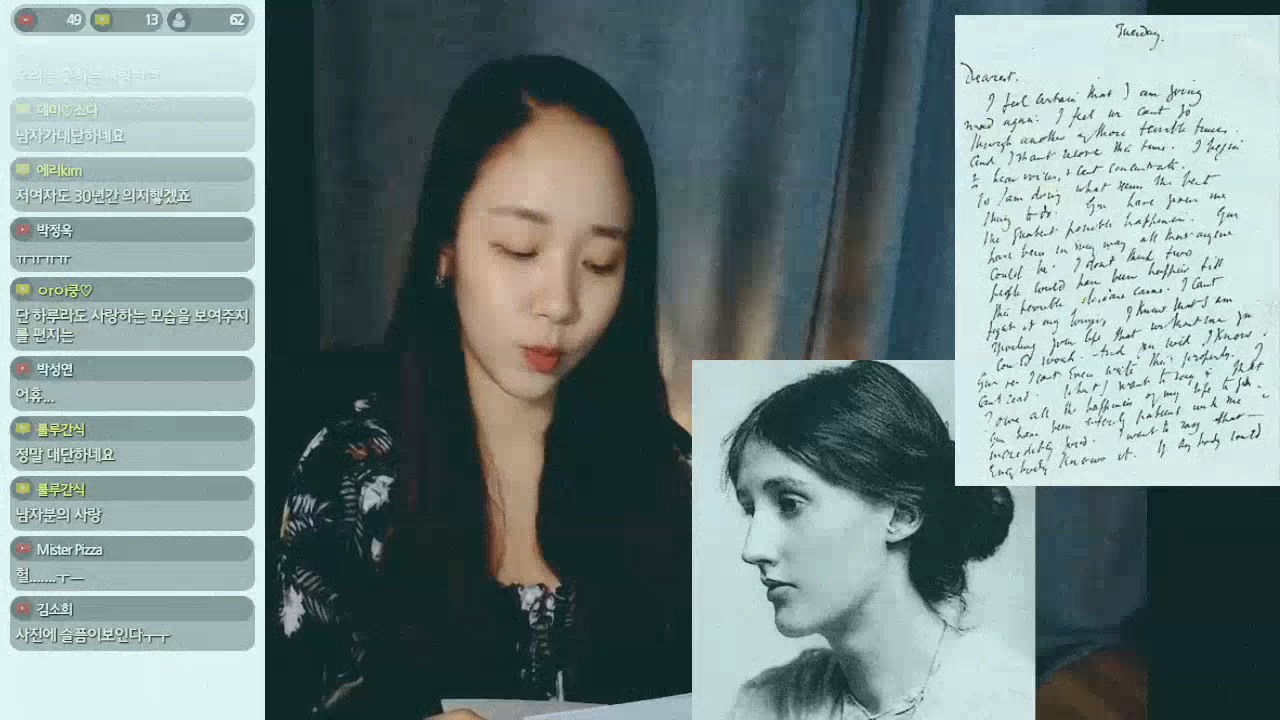 49 13 62
데미♡소다
남자가대단하네요
에리kim
저여자도 30년간 의지했겠죠
박정욱
ㅠㅠㅠㅠ
단 하루라도 사랑하는 모습을 보여주지
를 편지는
박성연
어휴...
룰루간식
정말 대단하네요
룰루간식
남자분의 사랑
Mister Pizza
헐.......ㅜㅡ
김소희
사진에 슬픔이보인다ㅜㅜ
Tuesday.
Dearest.
I feel certain that I am going
mad again: I feel we cant go
through another of those terrible times.
And I shant recover this time. I begin
to hear voices, & cant concentrate.
So I am doing what seems the best
thing to do. You have given me
the greatest possible happiness. You
have been in every way all that anyone
could be. I dont think two
people could have been happier till
this terrible disease came. I cant
fight it any longer, I know that I am
spoiling your life, that without me you
could work. And you will I know.
You see I cant even write this properly. I
cant read. What I want to say is that
I owe all the happiness of my life to you.
You have been entirely patient with me &
incredibly good. I want to say that—
everybody knows it. If anybody could